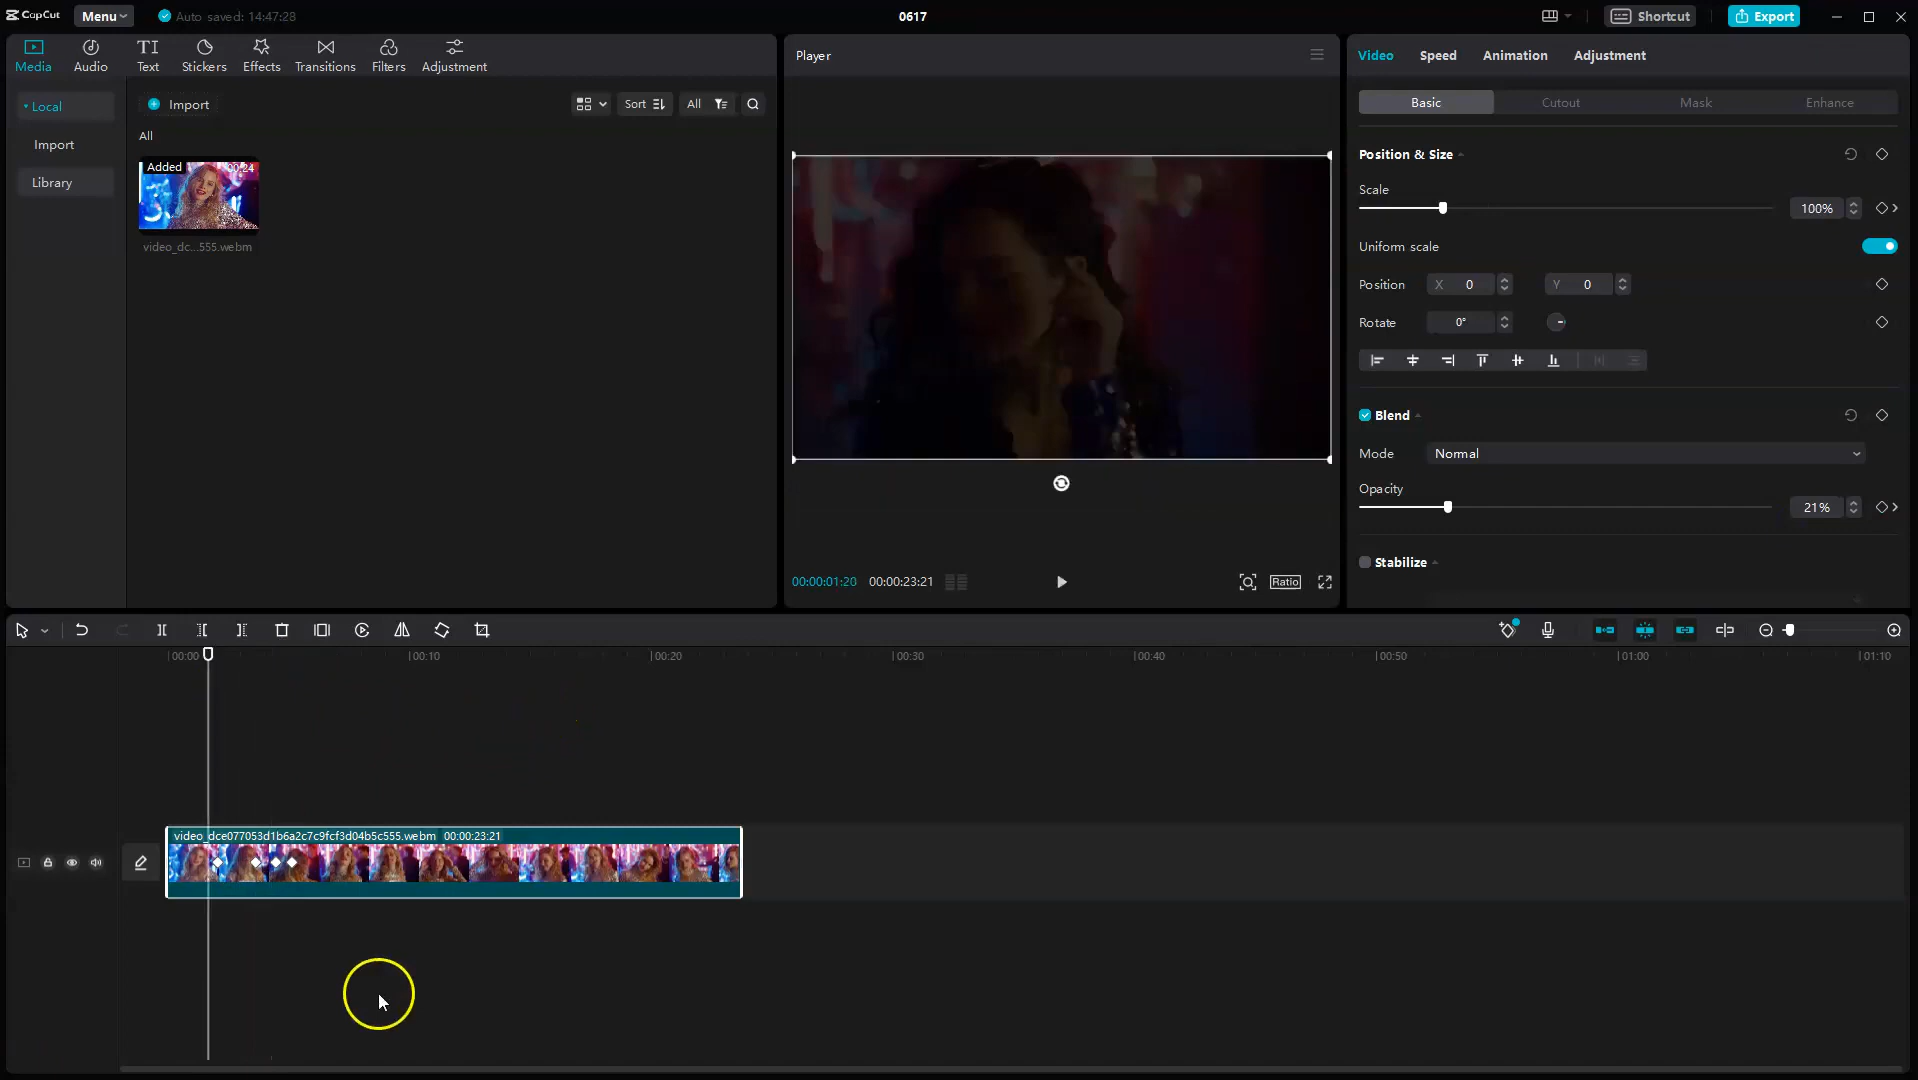 CapCut
Menu
Auto saved: 14:47:28
0617
Shortcut
Export
Media
Audio
Text
Stickers
Effects
Transitions
Filters
Adjustment
Player
Video
Speed
Animation
Adjustment
Local
Import
Library
Import
Sort
All
All
Added
00:24
video_dc...555.webm
Basic
Cutout
Mask
Enhance
Position & Size
Scale
100%
Uniform scale
Position
X 0
Y 0
Rotate
0°
Blend
Mode
Normal
Opacity
21%
Stabilize
00:00:01:20
00:00:23:21
Ratio
00:00
00:10
00:20
00:30
00:40
00:50
01:00
01:10
video_dce077053d1b6a2c7c9fcf3d04b5c555.webm 00:00:23:21